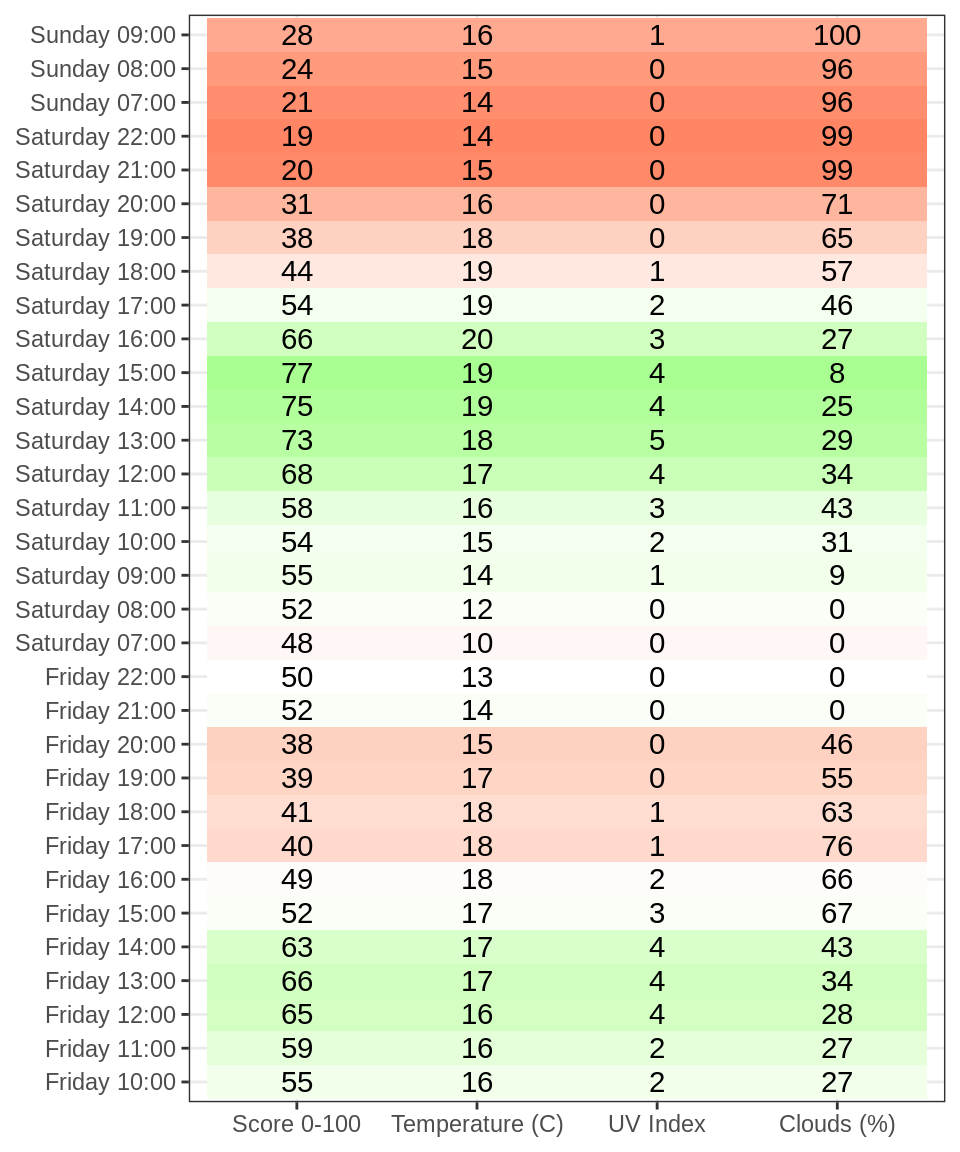 Sunday 09:00 28 16 1 100
Sunday 08:00 24 15 0 96
Sunday 07:00 21 14 0 96
Saturday 22:00 19 14 0 99
Saturday 21:00 20 15 0 99
Saturday 20:00 31 16 0 71
Saturday 19:00 38 18 0 65
Saturday 18:00 44 19 1 57
Saturday 17:00 54 19 2 46
Saturday 16:00 66 20 3 27
Saturday 15:00 77 19 4 8
Saturday 14:00 75 19 4 25
Saturday 13:00 73 18 5 29
Saturday 12:00 68 17 4 34
Saturday 11:00 58 16 3 43
Saturday 10:00 54 15 2 31
Saturday 09:00 55 14 1 9
Saturday 08:00 52 12 0 0
Saturday 07:00 48 10 0 0
Friday 22:00 50 13 0 0
Friday 21:00 52 14 0 0
Friday 20:00 38 15 0 46
Friday 19:00 39 17 0 55
Friday 18:00 41 18 1 63
Friday 17:00 40 18 1 76
Friday 16:00 49 18 2 66
Friday 15:00 52 17 3 67
Friday 14:00 63 17 4 43
Friday 13:00 66 17 4 34
Friday 12:00 65 16 4 28
Friday 11:00 59 16 2 27
Friday 10:00 55 16 2 27
Score 0-100 Temperature (C) UV Index Clouds (%)